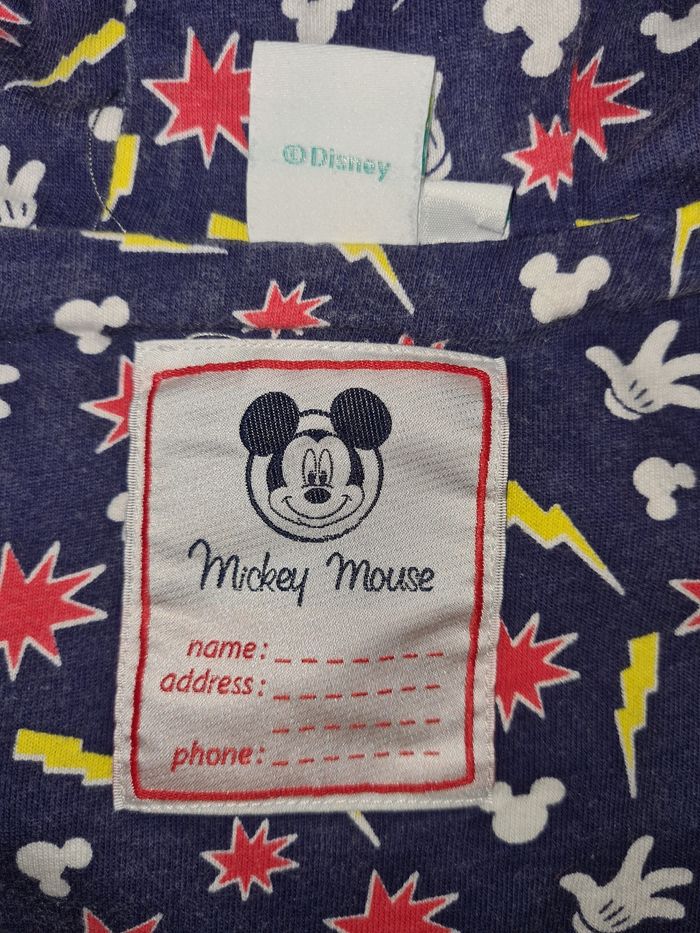 ©Disney
Mickey Mouse
name: _ _ _ _ _ _ _
address: _ _ _ _ _ _ _
_ _ _ _ _ _ _
phone: _ _ _ _ _ _ _